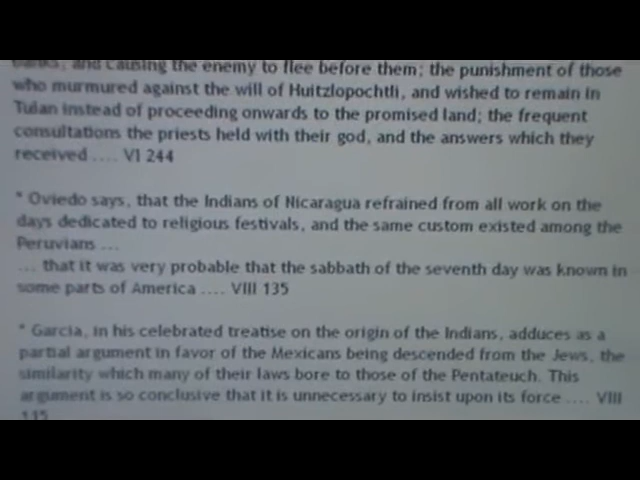 banks, and causing the enemy to flee before them; the punishment of those
who murmured against the will of Huitzlopochtli, and wished to remain in
Tulan instead of proceeding onwards to the promised land; the frequent
consultations the priests held with their god, and the answers which they
received .... VI 244
* Oviedo says, that the Indians of Nicaragua refrained from all work on the
days dedicated to religious festivals, and the same custom existed among the
Peruvians ...
... that it was very probable that the sabbath of the seventh day was known in
some parts of America .... VIII 135
* Garcia, in his celebrated treatise on the origin of the Indians, adduces as a
partial argument in favor of the Mexicans being descended from the Jews, the
similarity which many of their laws bore to those of the Pentateuch. This
argument is so conclusive that it is unnecessary to insist upon its force .... VIII
115